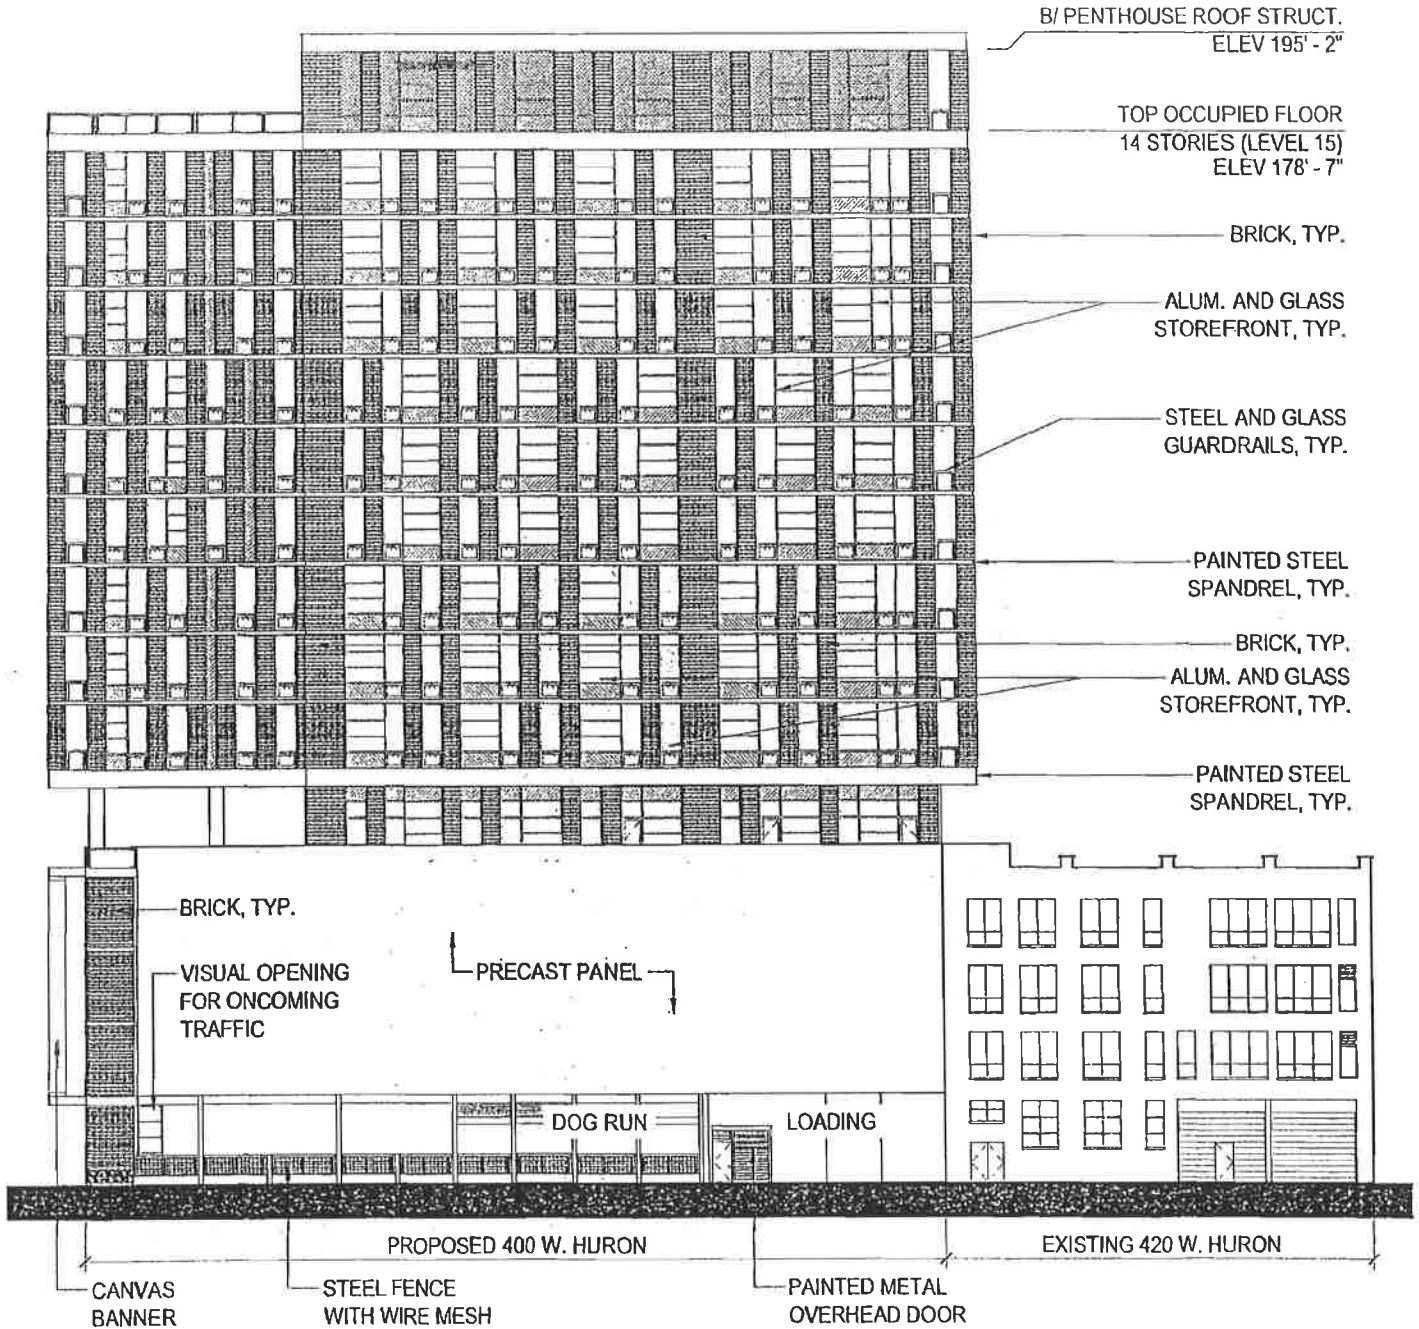 B/ PENTHOUSE ROOF STRUCT.
ELEV 195' - 2"
TOP OCCUPIED FLOOR
14 STORIES (LEVEL 15)
ELEV 178' - 7"
BRICK, TYP.
ALUM. AND GLASS
STOREFRONT, TYP.
STEEL AND GLASS
GUARDRAILS, TYP.
PAINTED STEEL
SPANDREL, TYP.
BRICK, TYP.
ALUM. AND GLASS
STOREFRONT, TYP.
PAINTED STEEL
SPANDREL, TYP.
BRICK, TYP.
VISUAL OPENING
FOR ONCOMING
TRAFFIC
PRECAST PANEL
DOG RUN
LOADING
PROPOSED 400 W. HURON
EXISTING 420 W. HURON
CANVAS
BANNER
STEEL FENCE
WITH WIRE MESH
PAINTED METAL
OVERHEAD DOOR